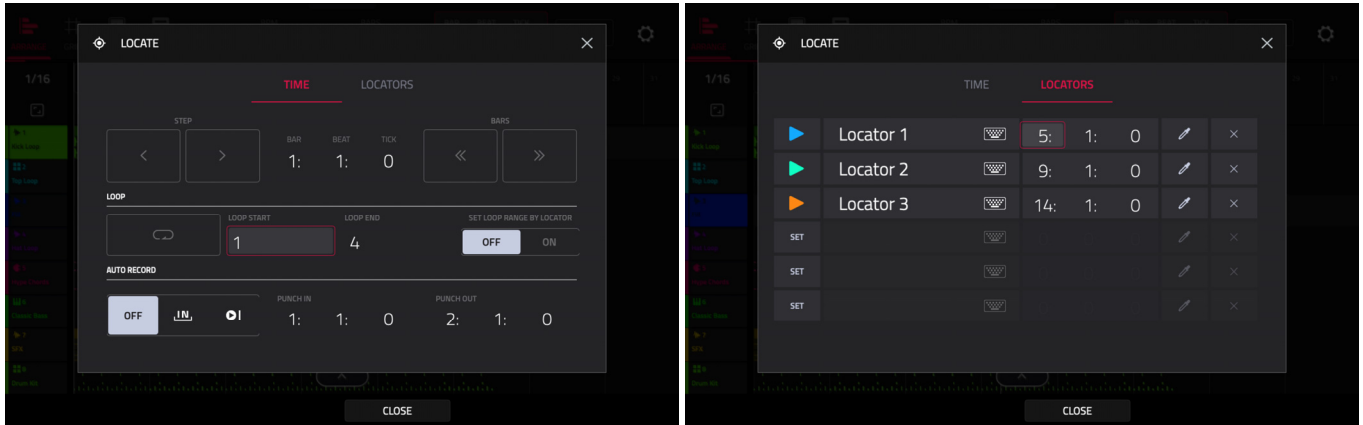 LOCATE
TIME LOCATORS
STEP BARS
BAR BEAT TICK
1: 1: 0
LOOP
LOOP START LOOP END SET LOOP RANGE BY LOCATOR
1 4 OFF ON
AUTO RECORD
PUNCH IN PUNCH OUT
OFF IN 1: 1: 0 2: 1: 0
1/16
CLOSE
LOCATE
TIME LOCATORS
Locator 1 5: 1: 0
Locator 2 9: 1: 0
Locator 3 14: 1: 0
SET
SET
SET
1/16
CLOSE